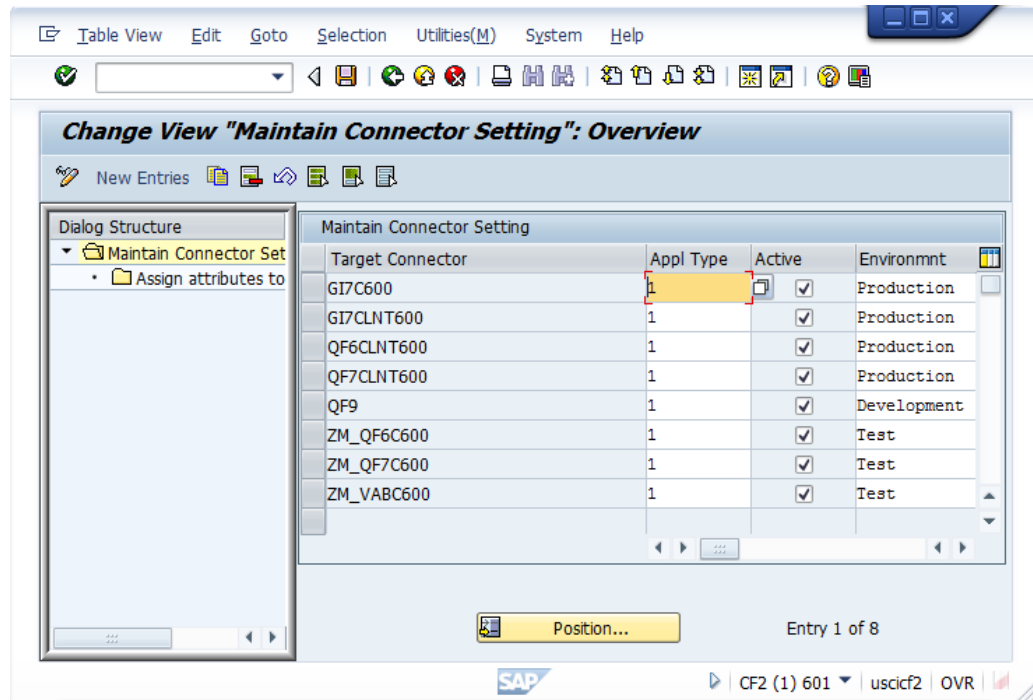 Table View Edit Goto Selection Utilities(M) System Help
Change View "Maintain Connector Setting": Overview
New Entries
Dialog Structure
Maintain Connector Set
Assign attributes to
Maintain Connector Setting
Target Connector Appl Type Active Environmnt
GI7C600 1 Production
GI7CLNT600 1 Production
QF6CLNT600 1 Production
QF7CLNT600 1 Production
QF9 1 Development
ZM_QF6C600 1 Test
ZM_QF7C600 1 Test
ZM_VABC600 1 Test
Position... Entry 1 of 8
SAP CF2 (1) 601 uscicf2 OVR